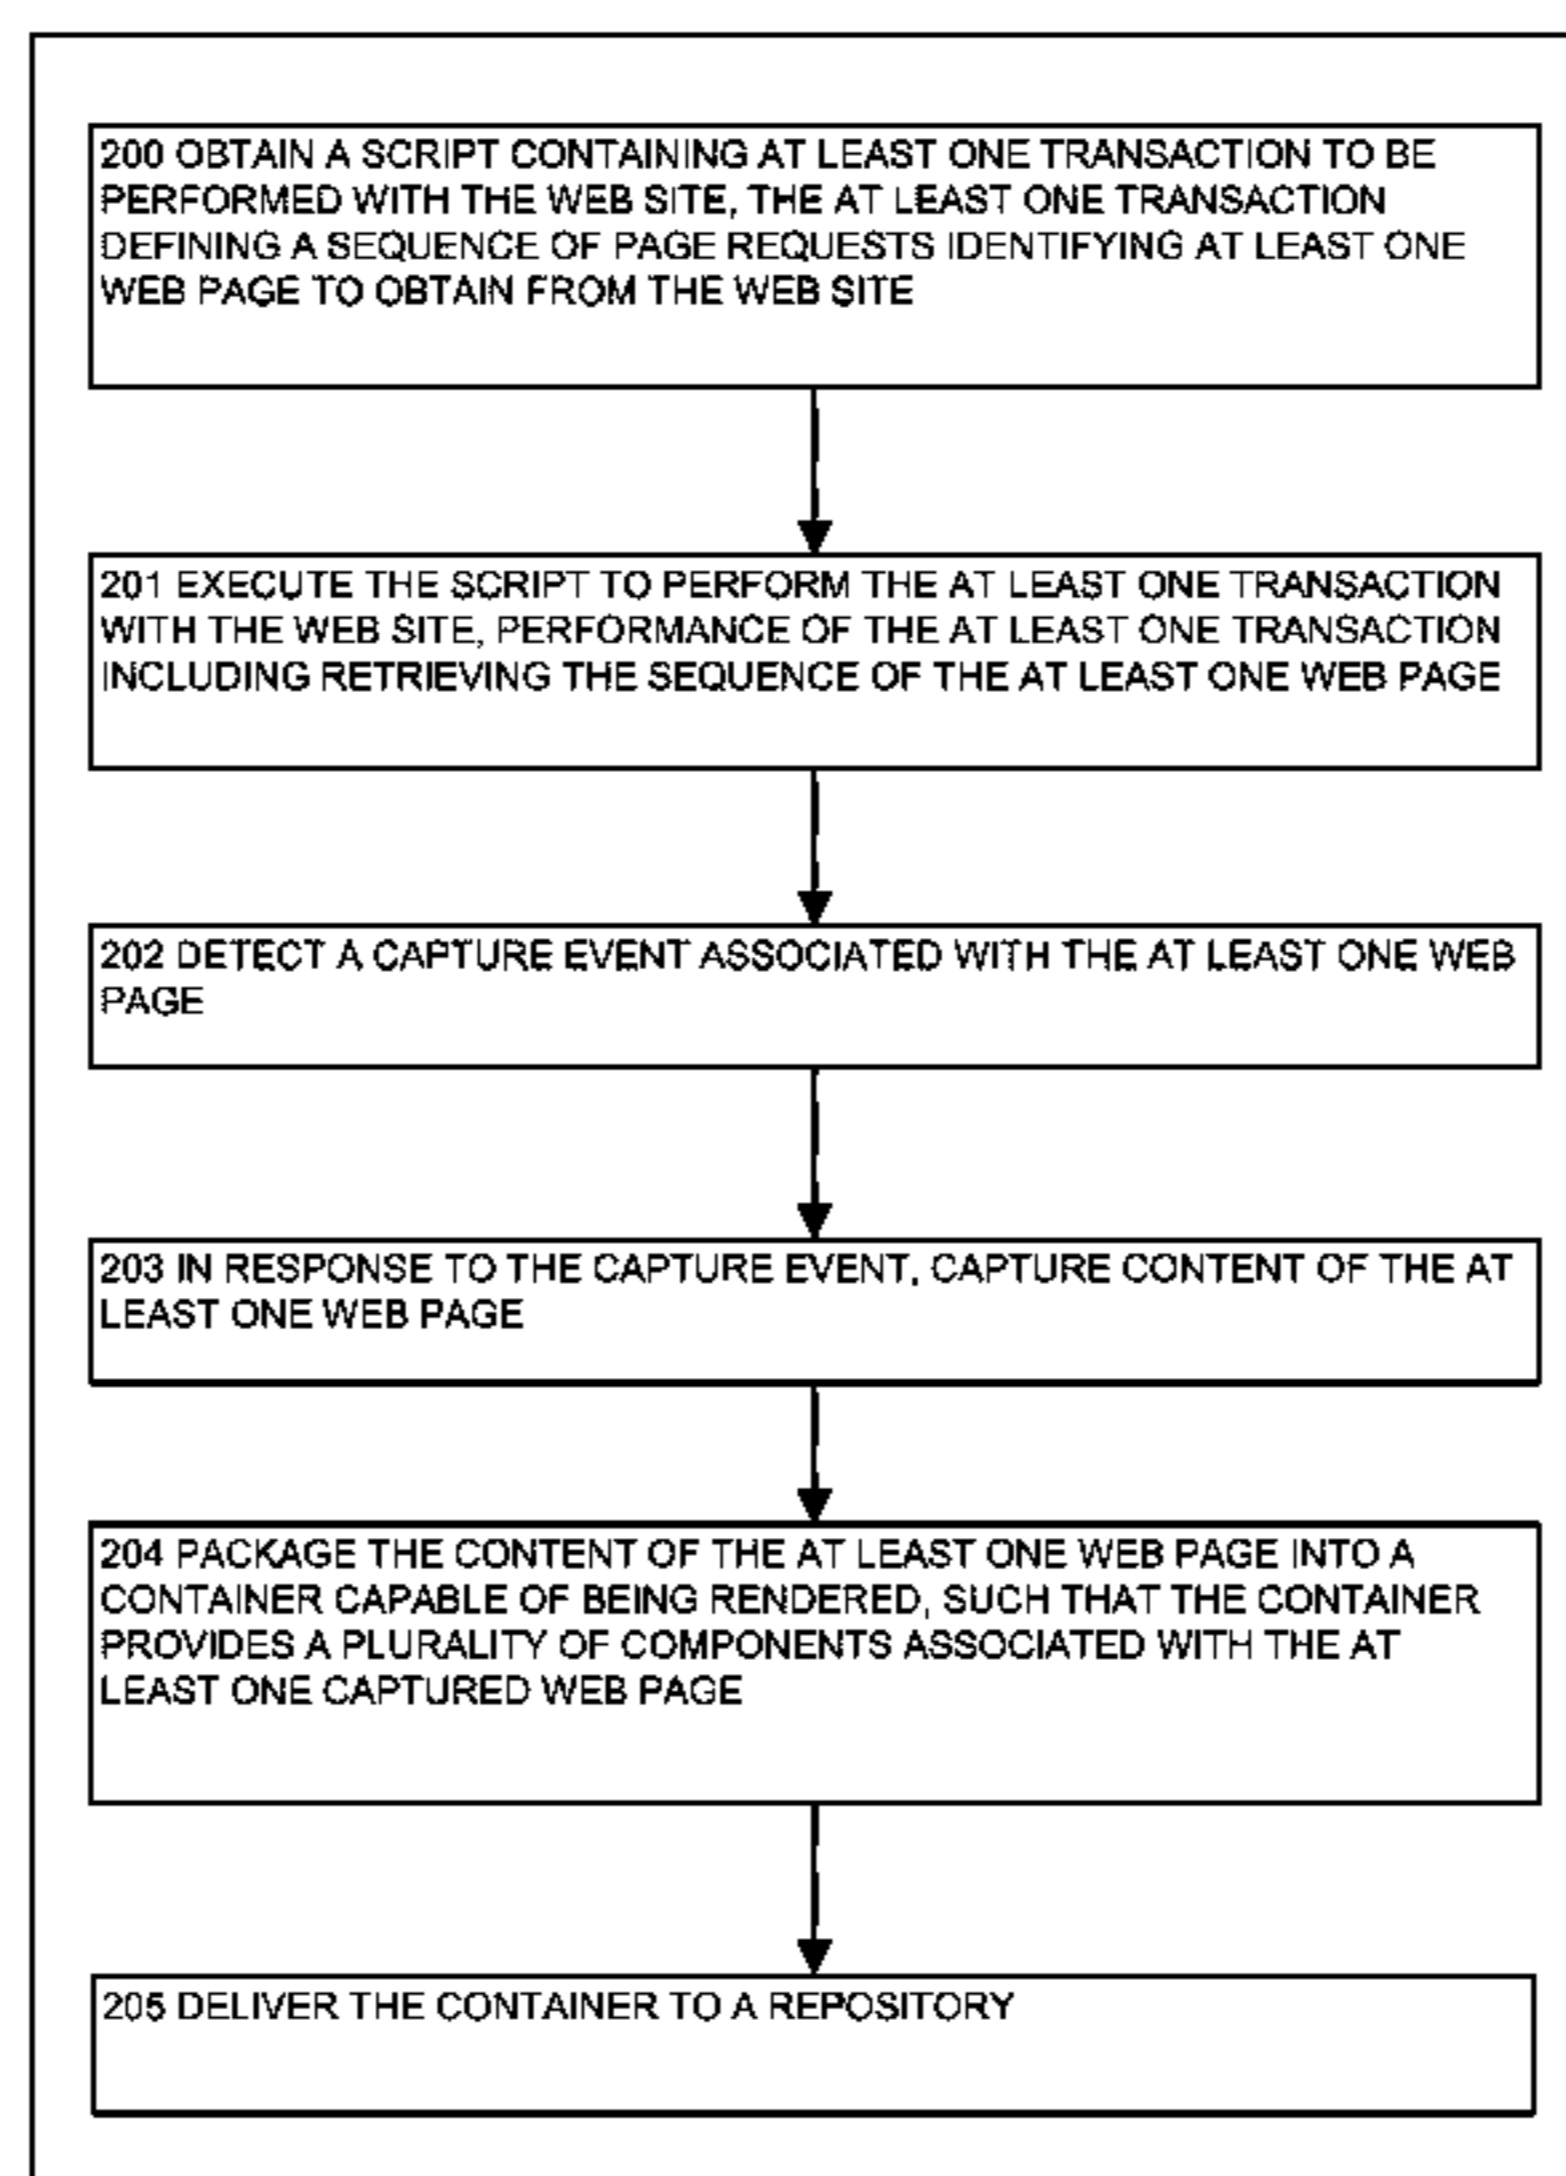 200 OBTAIN A SCRIPT CONTAINING AT LEAST ONE TRANSACTION TO BE
PERFORMED WITH THE WEB SITE, THE AT LEAST ONE TRANSACTION
DEFINING A SEQUENCE OF PAGE REQUESTS IDENTIFYING AT LEAST ONE
WEB PAGE TO OBTAIN FROM THE WEB SITE
201 EXECUTE THE SCRIPT TO PERFORM THE AT LEAST ONE TRANSACTION
WITH THE WEB SITE, PERFORMANCE OF THE AT LEAST ONE TRANSACTION
INCLUDING RETRIEVING THE SEQUENCE OF THE AT LEAST ONE WEB PAGE
202 DETECT A CAPTURE EVENT ASSOCIATED WITH THE AT LEAST ONE WEB
PAGE
203 IN RESPONSE TO THE CAPTURE EVENT, CAPTURE CONTENT OF THE AT
LEAST ONE WEB PAGE
204 PACKAGE THE CONTENT OF THE AT LEAST ONE WEB PAGE INTO A
CONTAINER CAPABLE OF BEING RENDERED, SUCH THAT THE CONTAINER
PROVIDES A PLURALITY OF COMPONENTS ASSOCIATED WITH THE AT
LEAST ONE CAPTURED WEB PAGE
205 DELIVER THE CONTAINER TO A REPOSITORY